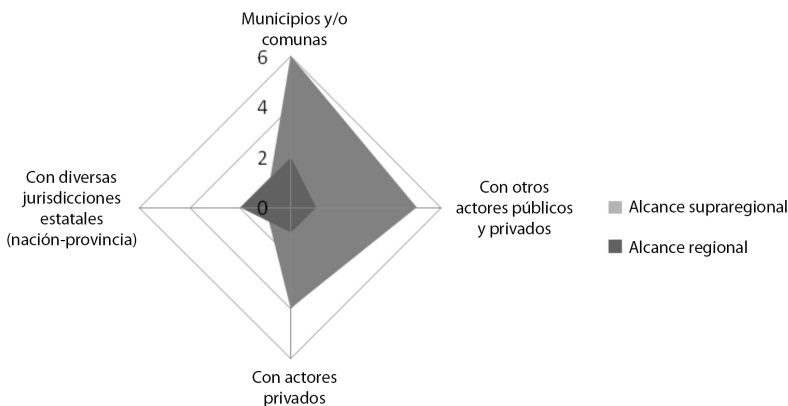 Municipios y/o
comunas
6
4
2
0
Con diversas
jurisdicciones
estatales
(nación-provincia)
Con otros
actores públicos
y privados
Alcance supraregional
Alcance regional
Con actores
privados